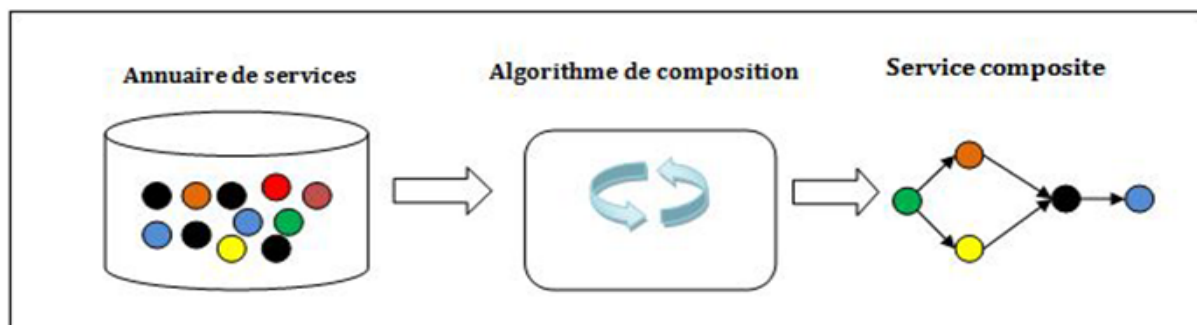 Annuaire de services
Algorithme de composition
Service composite